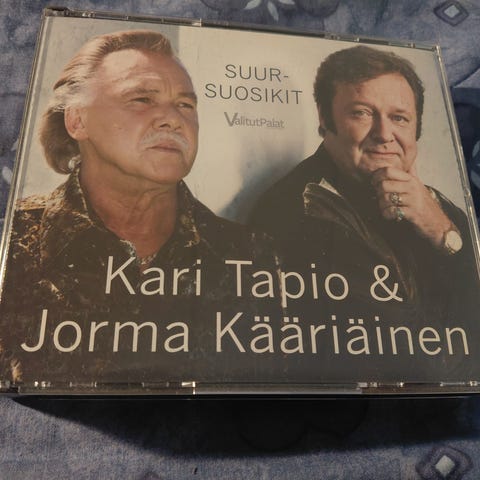 SUUR-
SUOSIKIT
ValitutPalat
Kari Tapio &
Jorma Kääriäinen